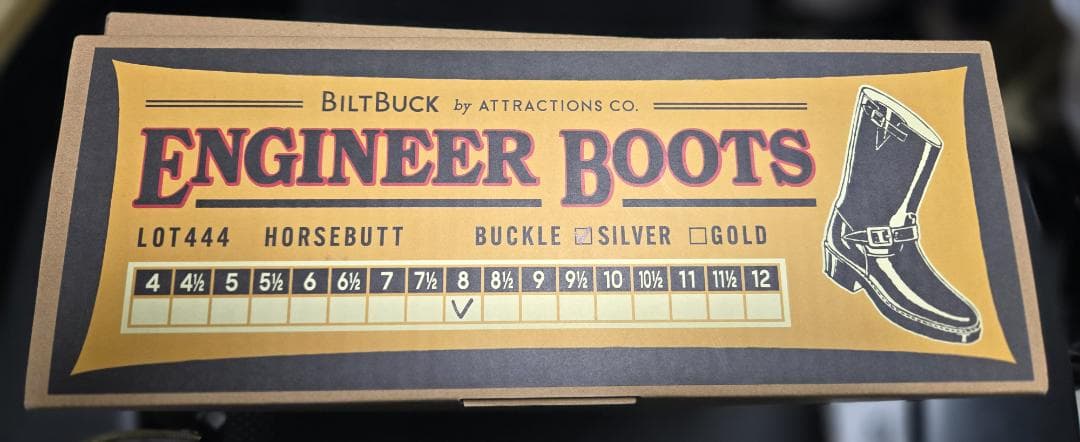 BILTBUCK by ATTRACTIONS CO.
ENGINEER BOOTS
LOT444 HORSEBUTT BUCKLE ☑SILVER ☐GOLD
4 4½ 5 5½ 6 6½ 7 7½ 8 8½ 9 9½ 10 10½ 11 11½ 12
✓